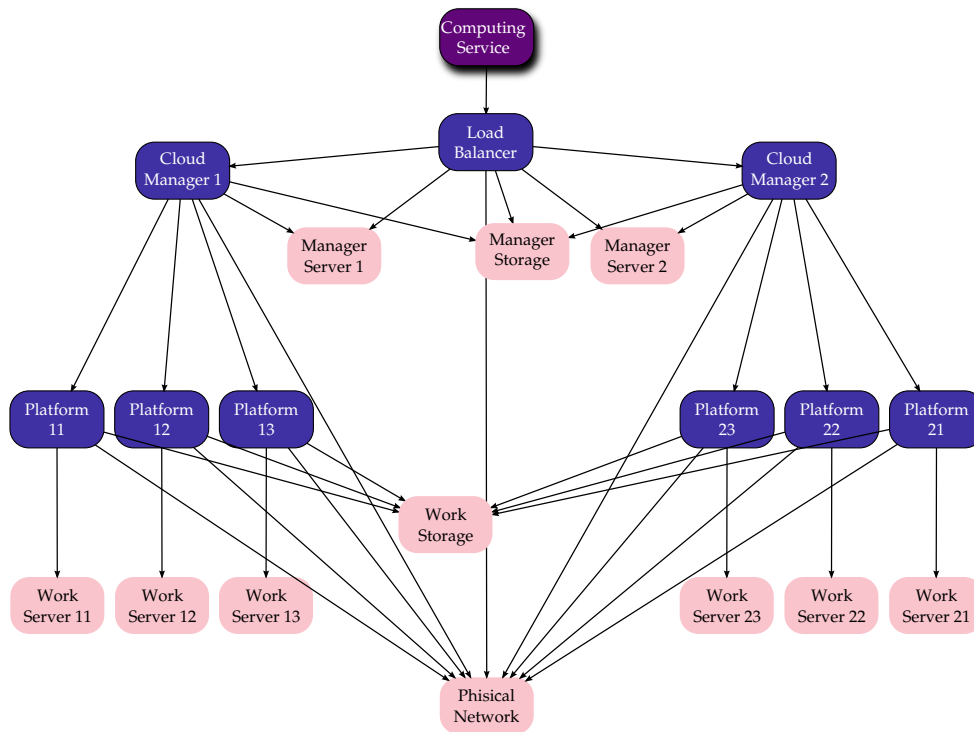 Computing
Service
Load
Balancer
Cloud
Manager 1
Cloud
Manager 2
Manager
Server 1
Manager
Storage
Manager
Server 2
Platform
11
Platform
12
Platform
13
Platform
23
Platform
22
Platform
21
Work
Storage
Work
Server 11
Work
Server 12
Work
Server 13
Work
Server 23
Work
Server 22
Work
Server 21
Phisical
Network